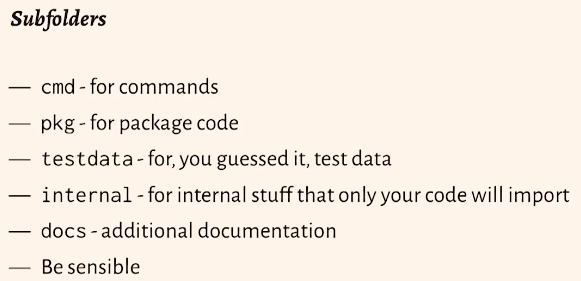 Subfolders
— cmd - for commands
— pkg - for package code
— testdata - for, you guessed it, test data
— internal - for internal stuff that only your code will import
— docs - additional documentation
— Be sensible